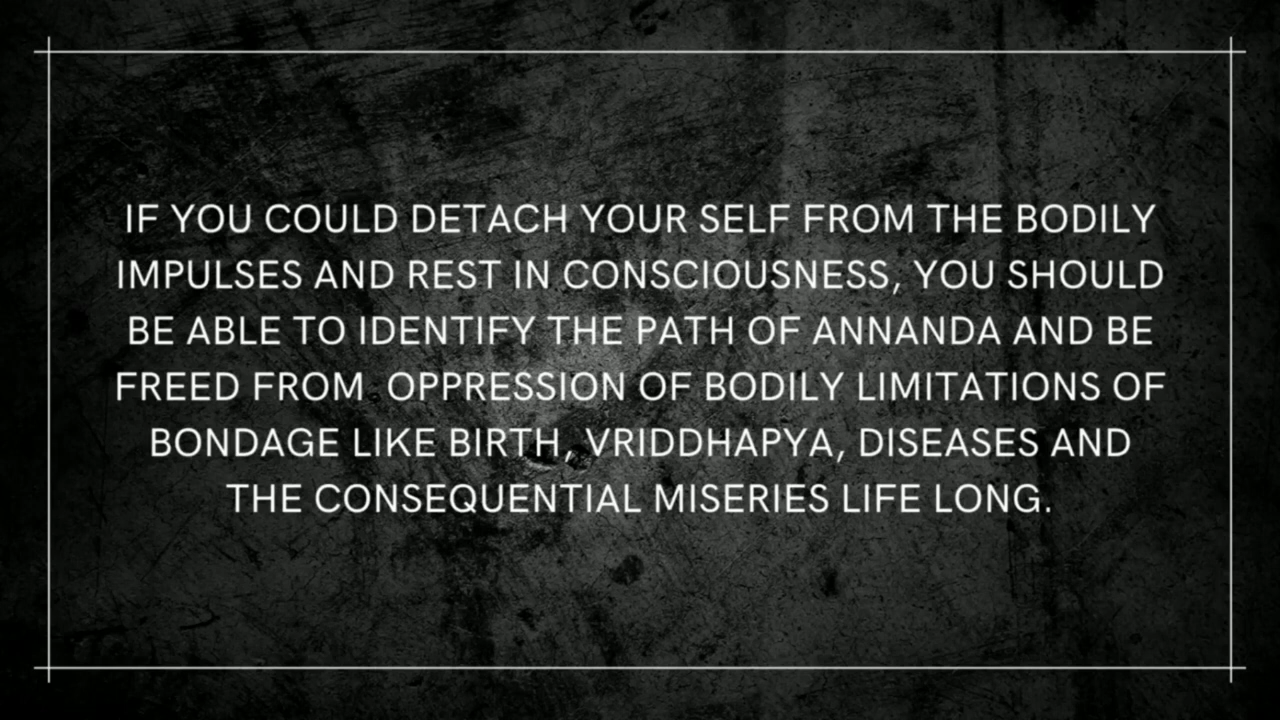 IF YOU COULD DETACH YOUR SELF FROM THE BODILY
IMPULSES AND REST IN CONSCIOUSNESS, YOU SHOULD
BE ABLE TO IDENTIFY THE PATH OF ANNANDA AND BE
FREED FROM  OPPRESSION OF BODILY LIMITATIONS OF
BONDAGE LIKE BIRTH, VRIDDHAPYA, DISEASES AND
THE CONSEQUENTIAL MISERIES LIFE LONG.